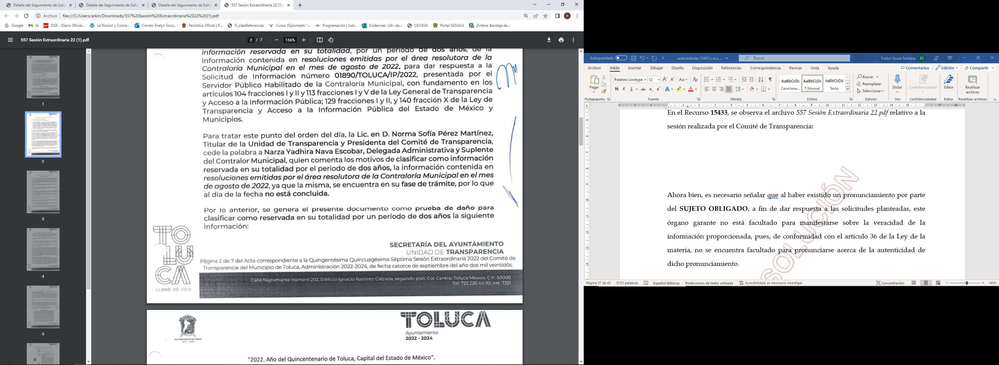 Detalle del Seguimiento de Solic
Detalle del Seguimiento de Solic
Detalle del Seguimiento de Solic
557 Sesión Extraordinaria 22 (1).p
Archivo | file:///C:/Users/arkin/Downloads/557%20Sesión%20Extraordinaria%2022%20(1).pdf
e
Google
fa
DOF - Diario Oficial...
La Nocion y Conce...
Correo: Evelyn Souz...
Periódico Oficial | P...
P_citasReferencias
Curso: Diplomado "...
Programación | Just...
Evidencias -UA- de...
CEVINAI
Portal SEDUCA
Zimbra: Bandeja de...
557 Sesión Extraordinaria 22 (1).pdf
2 / 7
156%
1
2
3
4
5
información reservada en su totalidad, por un período de dos años, de la
información contenida en resoluciones emitidas por el área resolutora de la
Contraloría Municipal en el mes de agosto de 2022, para dar respuesta a la
Solicitud de Información número 01890/TOLUCA/IP/2022, presentada por el
Servidor Público Habilitado de la Contraloría Municipal, con fundamento en los
artículos 104 fracciones I y II y 113 fracciones I y V de la Ley General de Transparencia
y Acceso a la Información Pública; 129 fracciones I y II, y 140 fracción X de la Ley de
Transparencia y Acceso a la Información Pública del Estado de México y
Municipios.
Para tratar este punto del orden del día, la Lic. en D. Norma Sofía Pérez Martínez,
Titular de la Unidad de Transparencia y Presidenta del Comité de Transparencia,
cede la palabra a Narza Yadhira Nava Escobar, Delegada Administrativa y Suplente
del Contralor Municipal, quien comenta los motivos de clasificar como información
reservada en su totalidad por el periodo de dos años, la información contenida en
resoluciones emitidas por el área resolutora de la Contraloría Municipal en el mes
de agosto de 2022, ya que la misma, se encuentra en su fase de trámite, por lo que
al día de la fecha no está concluida.
Por lo anterior, se genera el presente documento como prueba de daño para
clasificar como reservada en su totalidad por un período de dos años la siguiente
información:
TOLUCA
LLENA DE VIDA
SECRETARÍA DEL AYUNTAMIENTO
UNIDAD DE TRANSPARENCIA
Página 2 de 7 del Acta correspondiente a la Quingentésima Quincuagésima Séptima Sesión Extraordinaria 2022 del Comité de
Transparencia del Municipio de Toluca, Administración 2022-2024, de fecha catorce de septiembre del año dos mil veintidós.
Calle Nigromante número 202, Edificio Ignacio Ramírez Calzada, segundo piso, Col. Centro, Toluca México. C.P. 50000
Tel: 722.226.44.90, ext. 7321
Ayuntamiento de Toluca
2022 - 2024
TOLUCA
Ayuntamiento
2022 - 2024
“2022. Año del Quincentenario de Toluca, Capital del Estado de México”.
Autoguardado
antecedentes 15432 y acu....
Buscar
Evelyn Souza Santana ES
Archivo Inicio Insertar Dibujar Diseño Disposición Referencias Correspondencia Revisar Vista Ayuda
Comentarios
Edición
Compartir
Pegar
Portapapeles
Palatino Linotype 12
N K S ab x₂ x²
Fuente
Párrafo
AaBbCcDc AaBbCcDc AaBbCcDd
Caracteres... ¶ Normal Texto
Estilos
Buscar
Reemplazar
Seleccionar
Edición
Dictar
Voz
Confidencialidad
Confidencialidad
Editor
Editor
Reutilizar
archivos
Reutilizar archivos
En el Recurso 15433, se observa el archivo 557 Sesión Extraordinaria 22.pdf relativo a la
sesión realizada por el Comité de Transparencia:
Ahora bien, es necesario señalar que al haber existido un pronunciamiento por parte
del SUJETO OBLIGADO, a fin de dar respuesta a las solicitudes planteadas, este
órgano garante no está facultado para manifestarse sobre la veracidad de la
información proporcionada, pues, de conformidad con el artículo 36 de la Ley de la
materia, no se encuentra facultado para pronunciarse acerca de la autenticidad de
dicho pronunciamiento.
SOLUCIÓN
Página 37 de 43
8723 palabras
Español (México)
Predicciones de texto: activado
Accesibilidad: es necesario investigar
Concentración
140%